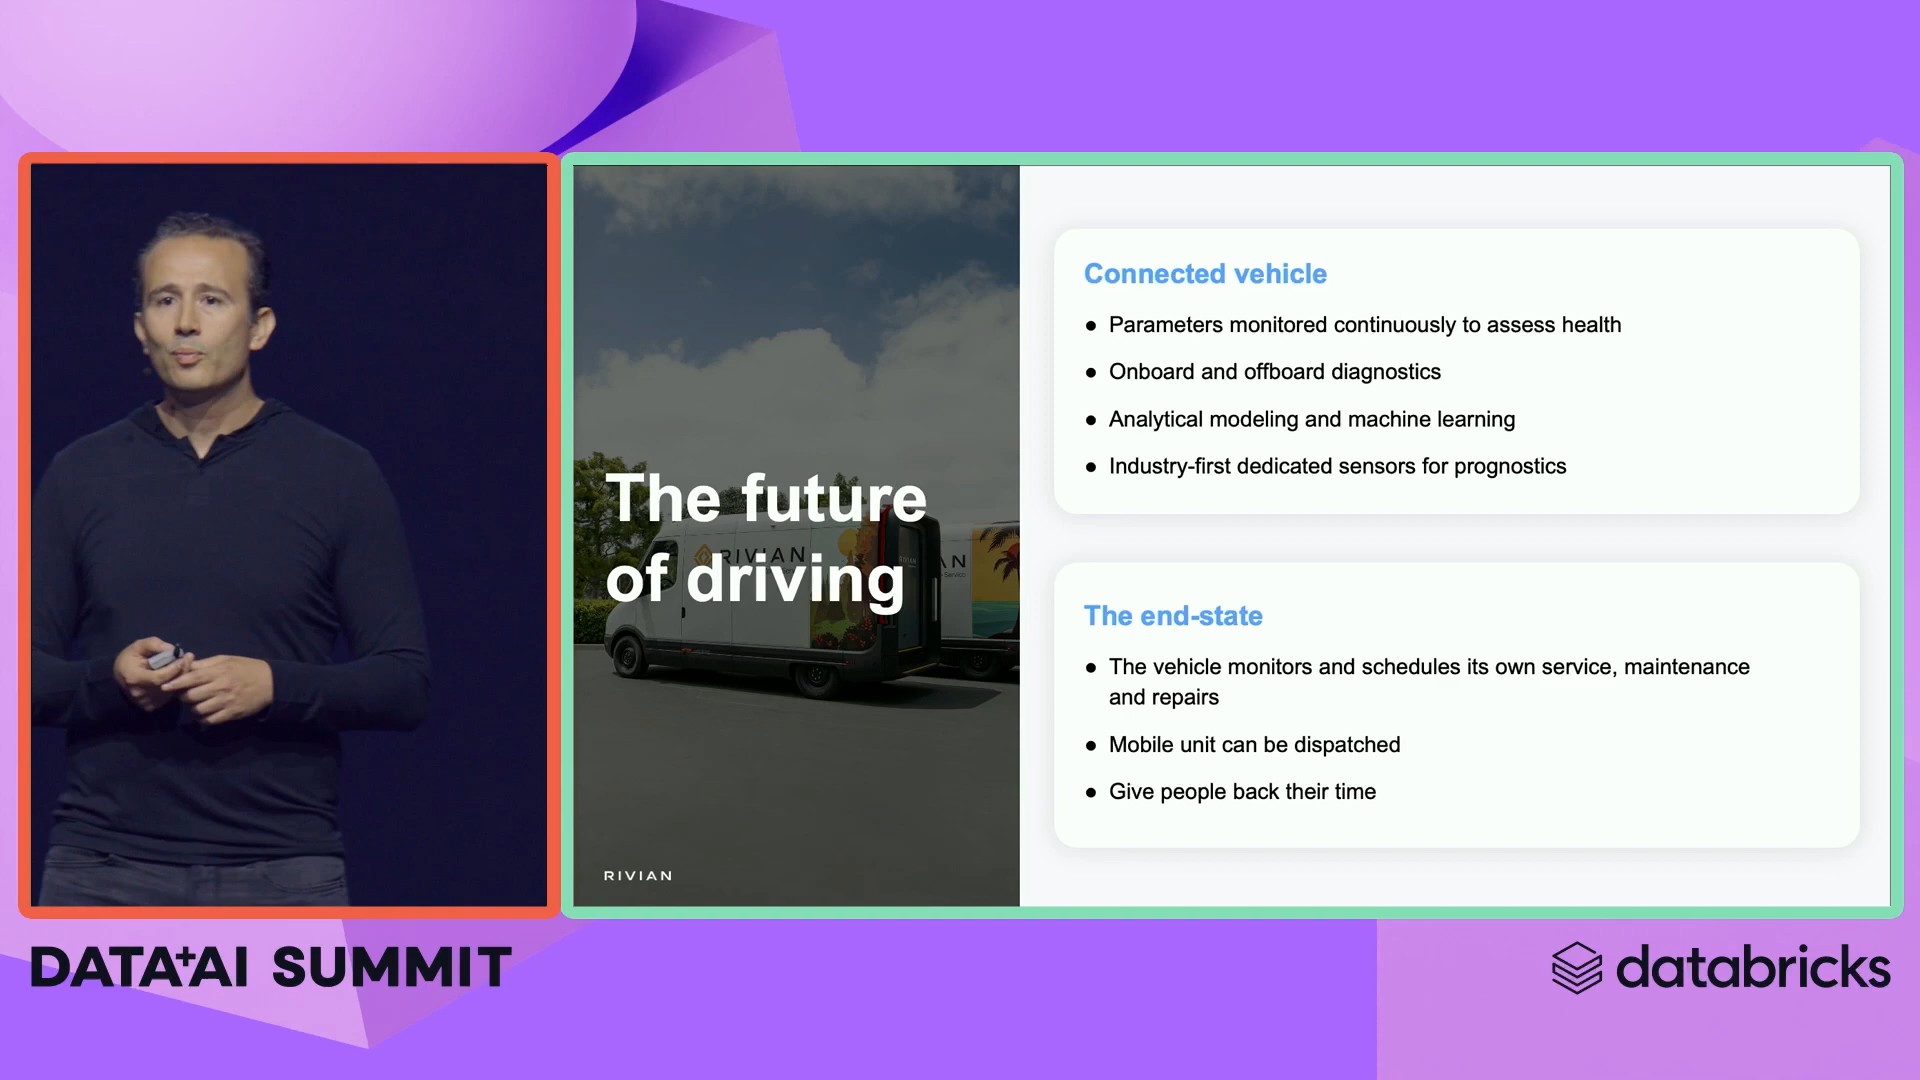 The future
of driving
RIVIAN
RIVIAN
Connected vehicle
● Parameters monitored continuously to assess health
● Onboard and offboard diagnostics
● Analytical modeling and machine learning
● Industry-first dedicated sensors for prognostics
The end-state
● The vehicle monitors and schedules its own service, maintenance
and repairs
● Mobile unit can be dispatched
● Give people back their time
DATA+AI SUMMIT
databricks